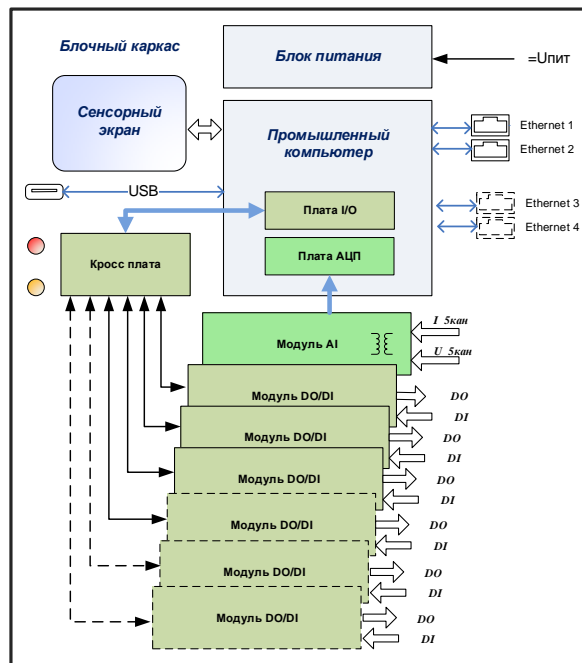 Блочный каркас
Блок питания
=Uпит
Сенсорный
экран
Промышленный
компьютер
Ethernet 1
Ethernet 2
USB
Плата I/O
Ethernet 3
Ethernet 4
Кросс плата
Плата АЦП
Модуль AI
I 5кан
U 5кан
Модуль DO/DI
DO
DI
Модуль DO/DI
DO
DI
Модуль DO/DI
DO
DI
Модуль DO/DI
DO
DI
Модуль DO/DI
DO
DI
Модуль DO/DI
DO
DI